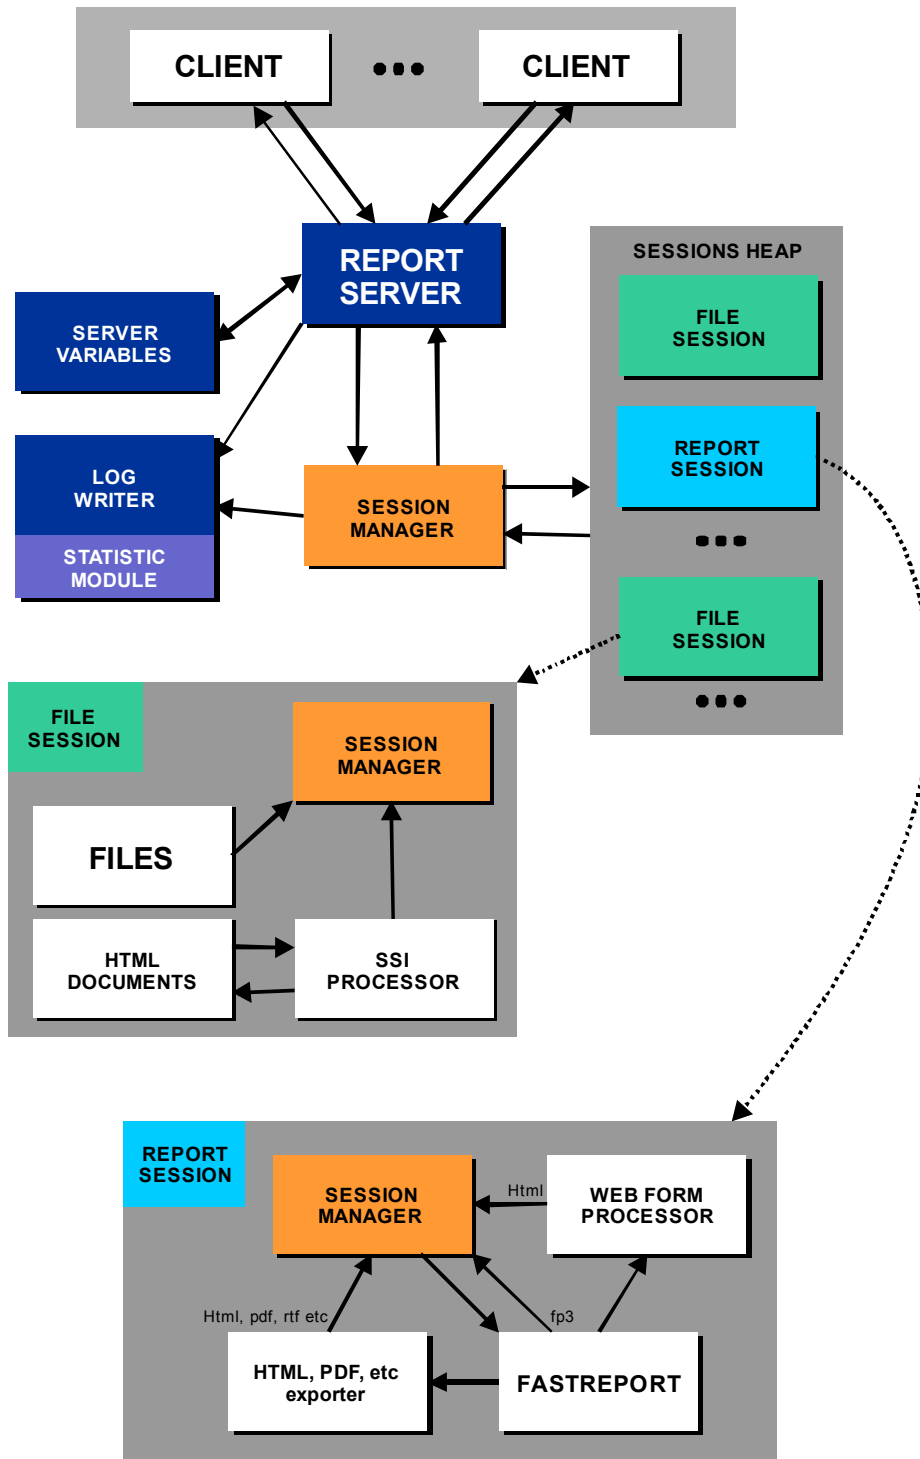 CLIENT
CLIENT
REPORT
SERVER
SESSIONS HEAP
FILE
SESSION
SERVER
VARIABLES
REPORT
SESSION
LOG
WRITER
SESSION
MANAGER
STATISTIC
MODULE
FILE
SESSION
FILE
SESSION
SESSION
MANAGER
FILES
HTML
DOCUMENTS
SSI
PROCESSOR
REPORT
SESSION
SESSION
MANAGER
Html
WEB FORM
PROCESSOR
Html, pdf, rtf etc
fp3
HTML, PDF, etc
exporter
FASTREPORT